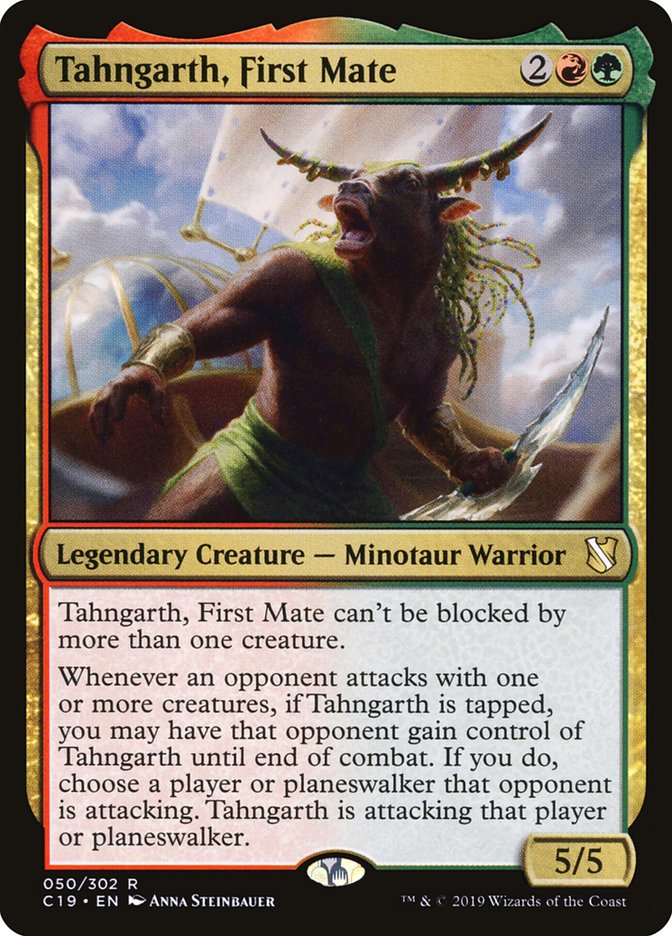 Tahngarth, First Mate 2
Legendary Creature — Minotaur Warrior
Tahngarth, First Mate can't be blocked by
more than one creature.
Whenever an opponent attacks with one
or more creatures, if Tahngarth is tapped,
you may have that opponent gain control of
Tahngarth until end of combat. If you do,
choose a player or planeswalker that opponent
is attacking. Tahngarth is attacking that player
or planeswalker.
5/5
050/302 R
C19 • EN Anna Steinbauer ™ & © 2019 Wizards of the Coast